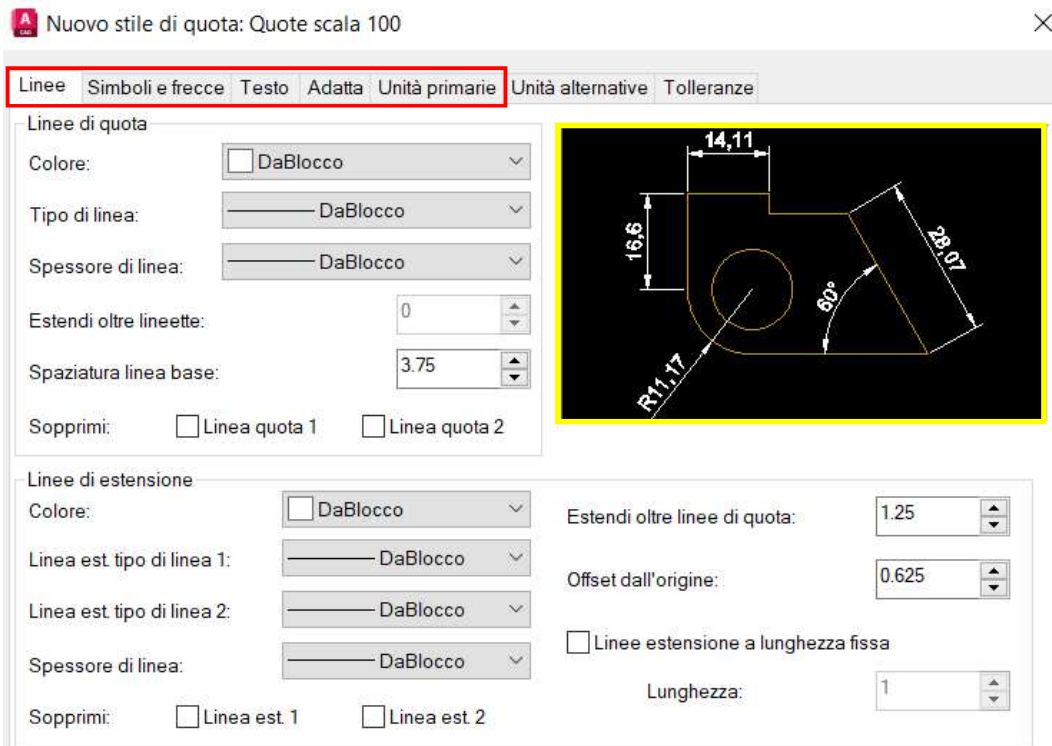 A CAD Nuovo stile di quota: Quote scala 100
Linee Simboli e frecce Testo Adatta Unità primarie Unità alternative Tolleranze
Linee di quota
Colore: DaBlocco
Tipo di linea: DaBlocco
Spessore di linea: DaBlocco
Estendi oltre lineette: 0
Spaziatura linea base: 3.75
Sopprimi: Linea quota 1 Linea quota 2
14,11
16,6
28,07
60°
R11,17
Linee di estensione
Colore: DaBlocco
Linea est. tipo di linea 1: DaBlocco
Linea est. tipo di linea 2: DaBlocco
Spessore di linea: DaBlocco
Sopprimi: Linea est. 1 Linea est. 2
Estendi oltre linee di quota: 1.25
Offset dall'origine: 0.625
Linee estensione a lunghezza fissa
Lunghezza: 1